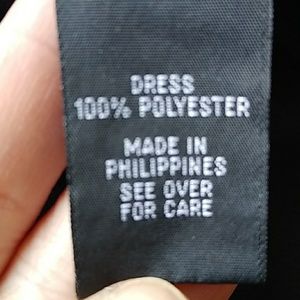 DRESS
100% POLYESTER
MADE IN
PHILIPPINES
SEE OVER
FOR CARE